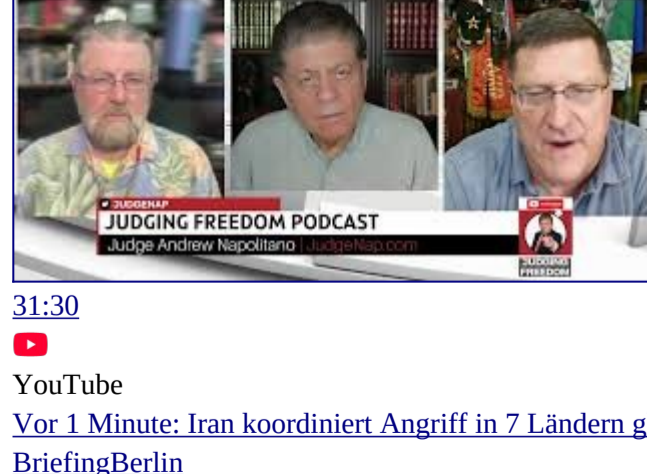 JUDGENAP
JUDGING FREEDOM PODCAST
Judge Andrew Napolitano | JudgeNap.com
JUDGING
FREEDOM
31:30
YouTube
Vor 1 Minute: Iran koordiniert Angriff in 7 Ländern g
BriefingBerlin